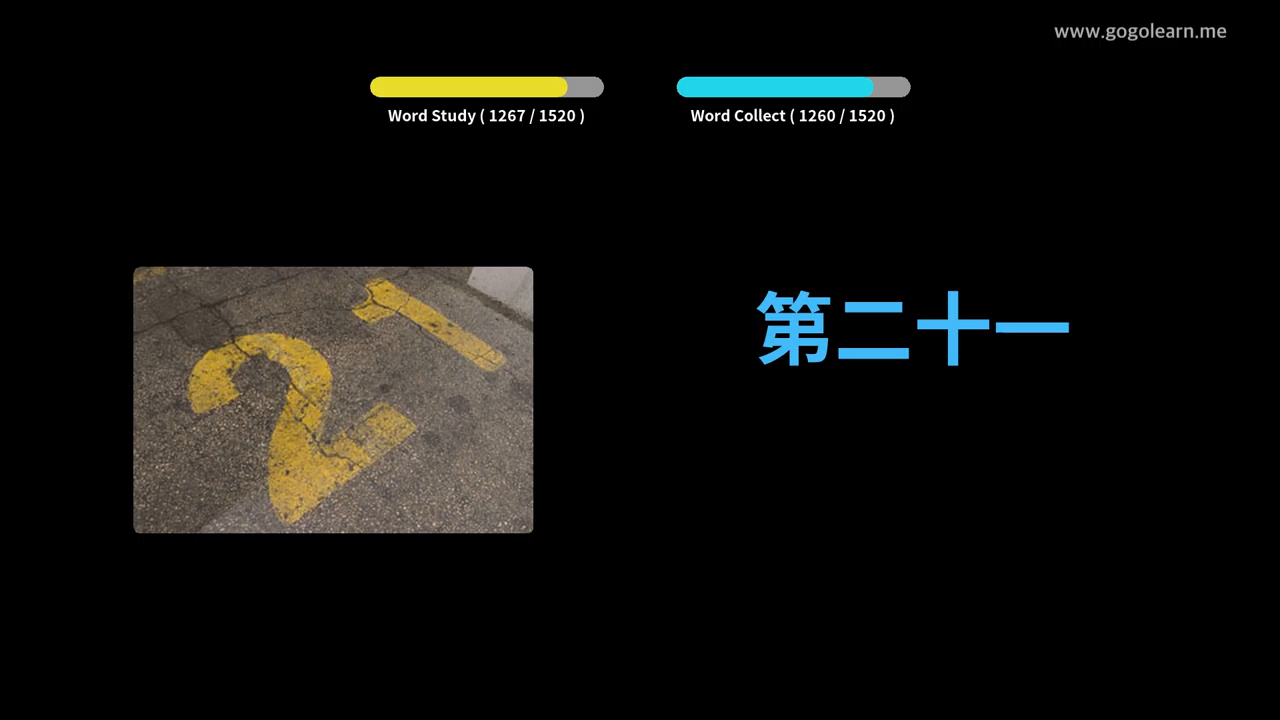 www.gogolearn.me
Word Study ( 1267 / 1520 )
Word Collect ( 1260 / 1520 )
21
第二十一